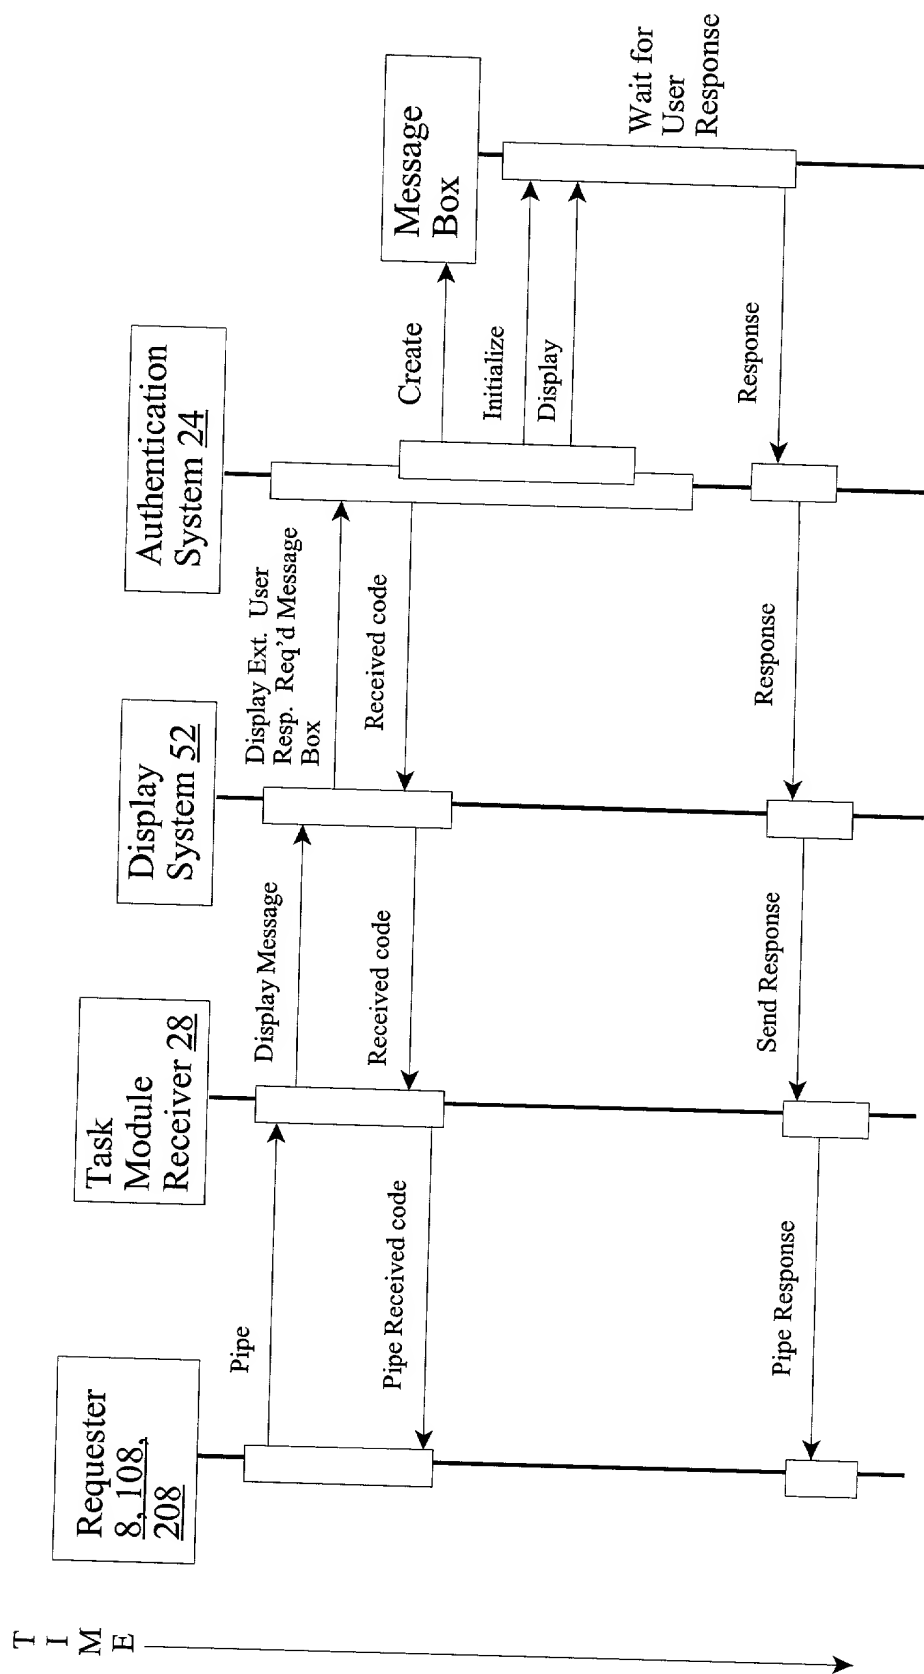 T
I
M
E
Requester
8, 108,
208
Task
Module
Receiver 28
Display
System 52
Authentication
System 24
Message
Box
Pipe
Display Message
Display Ext. User
Resp. Req'd Message
Box
Create
Received code
Received code
Pipe Received code
Initialize
Display
Wait for
User
Response
Response
Response
Send Response
Pipe Response